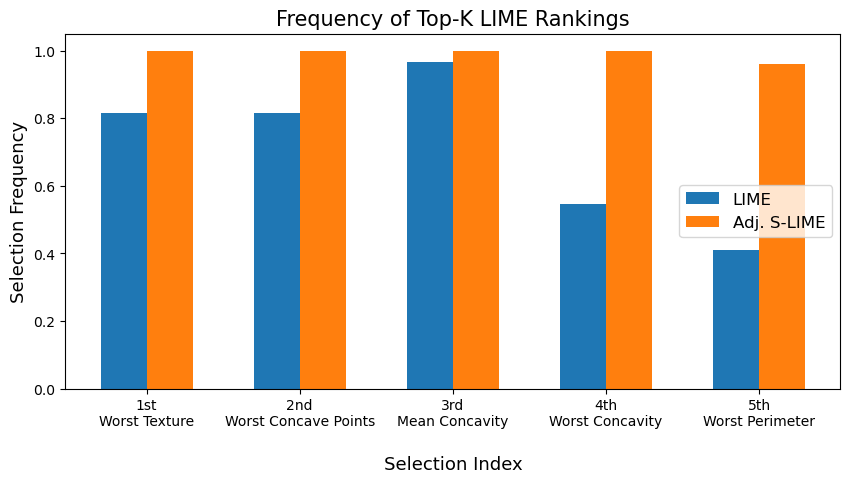 Frequency of Top-K LIME Rankings
Selection Frequency
1.0
0.8
0.6
0.4
0.2
0.0
LIME
Adj. S-LIME
1st
Worst Texture
2nd
Worst Concave Points
3rd
Mean Concavity
4th
Worst Concavity
5th
Worst Perimeter
Selection Index